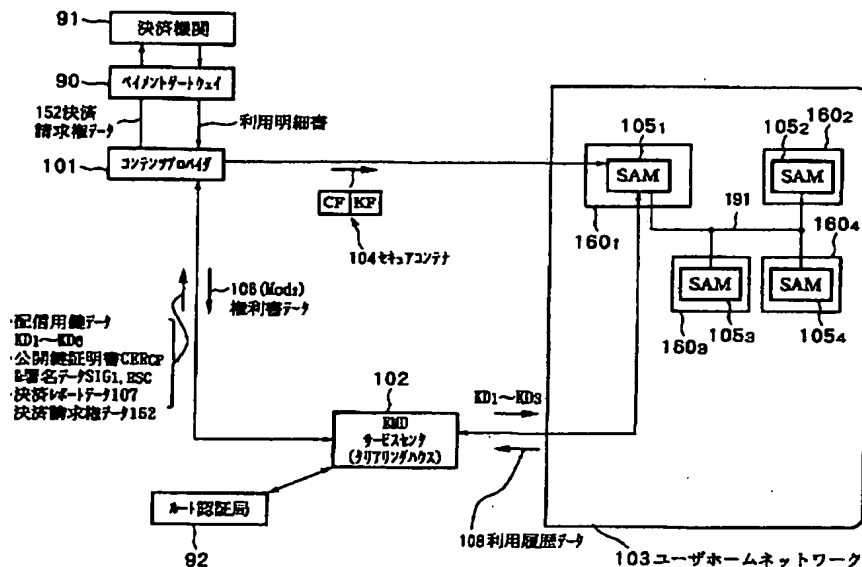 91
決済機関
90
ペイメントゲートウェイ
152決済
請求権データ
利用明細書
101
コンテンツプロバイダ
CF KF
104セキュアコンテナ
106(Mod2)
権利書データ
・配信用鍵データ
KD1〜KD6
・公開鍵証明書CERCP
&署名データSIG1,ESC
・決済レポートデータ107
決済請求権データ152
102
EMD
サービスセンタ
(クリアリングハウス)
ルート認証局
92
KD1〜KD3
108利用履歴データ
105₁
SAM
160₁
160₂
105₂
SAM
191
160₄
SAM
105₃
160₃
SAM
105₄
103ユーザホームネットワーク